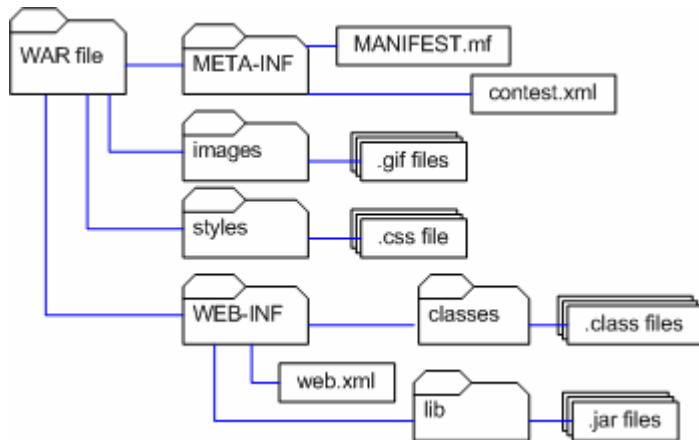 WAR file
META-INF
MANIFEST.mf
contest.xml
images
.gif files
styles
.css file
WEB-INF
classes
.class files
web.xml
lib
.jar files